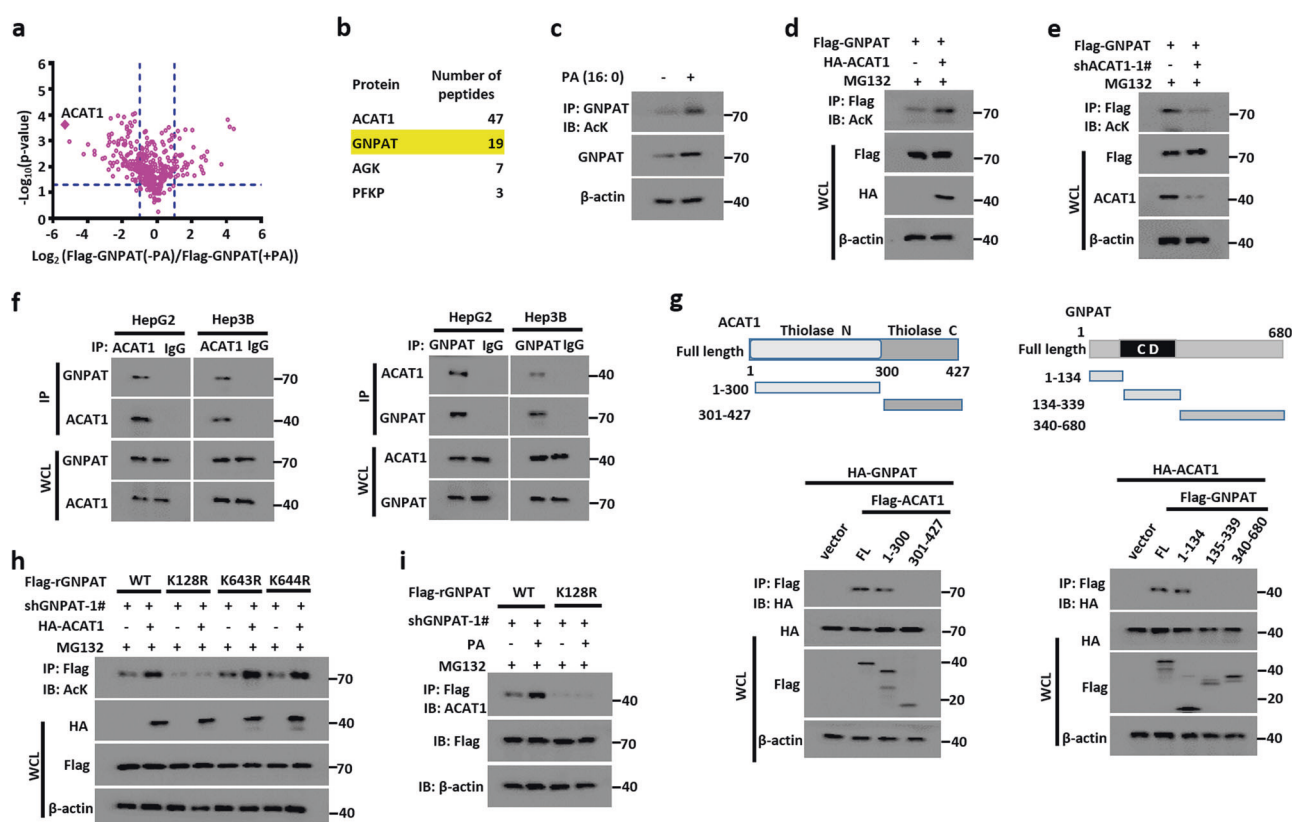 a
6
5
4
3
2
1
0
-Log10(p-value)
ACAT1
-6 -4 -2 0 2 4 6
Log2 (Flag-GNPAT(-PA)/Flag-GNPAT(+PA))
b
Protein Number of peptides
ACAT1 47
GNPAT 19
AGK 7
PFKP 3
c
PA (16: 0) - +
IP: GNPAT
IB: AcK
70
GNPAT
70
β-actin
40
d
Flag-GNPAT + +
HA-ACAT1 - +
MG132 + +
IP: Flag
IB: AcK
70
WCL
Flag
70
HA
40
β-actin
40
e
Flag-GNPAT + +
shACAT1-1# - +
MG132 + +
IP: Flag
IB: AcK
70
WCL
Flag
70
ACAT1
40
β-actin
40
f
HepG2 Hep3B
IP: ACAT1 IgG ACAT1 IgG
IP
GNPAT 70
ACAT1 40
WCL
GNPAT 70
ACAT1 40
HepG2 Hep3B
IP: GNPAT IgG GNPAT IgG
IP
ACAT1 40
GNPAT 70
WCL
ACAT1 40
GNPAT 70
g
ACAT1 Thiolase N Thiolase C
Full length
1 300 427
1-300
301-427
GNPAT
1 680
Full length C D
1-134
134-339
340-680
HA-GNPAT
Flag-ACAT1
vector FL 1-300 301-427
IP: Flag
IB: HA
70
WCL
HA 70
Flag 40
20
β-actin 40
HA-ACAT1
Flag-GNPAT
vector FL 1-134 135-339 340-680
IP: Flag
IB: HA
40
WCL
HA 40
Flag 40
20
β-actin 40
h
Flag-rGNPAT WT K128R K643R K644R
shGNPAT-1# + + + + + + + +
HA-ACAT1 - + - + - + - +
MG132 + + + + + + + +
IP: Flag
IB: AcK
70
WCL
HA 40
Flag 70
β-actin 40
i
Flag-rGNPAT WT K128R
shGNPAT-1# + + + +
PA - + - +
MG132 + + + +
IP: Flag
IB: ACAT1
40
IB: Flag 70
IB: β-actin 40